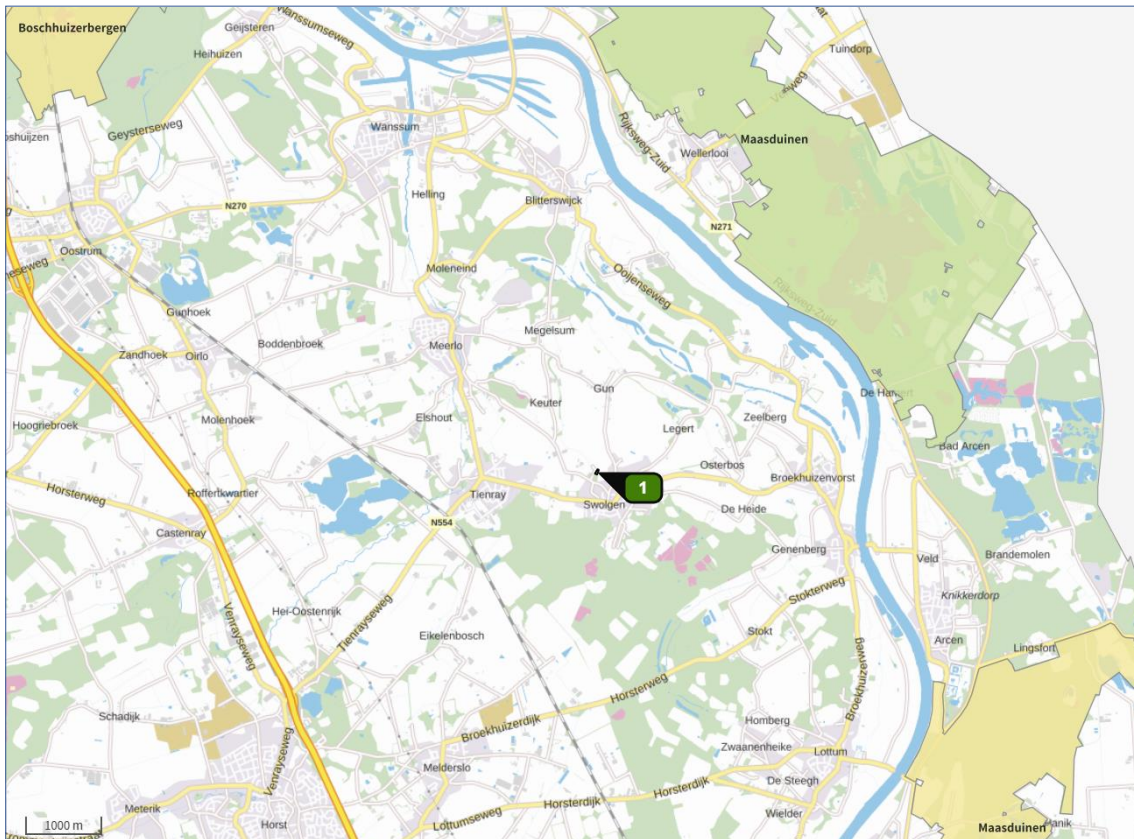 Boschhuizerbergen
Geijsteren
Wanssumseweg
Heihuizen
Tuindorp
Geysterseweg
Wanssum
Rijksweg-Zuid
Wellerlooi
Maasduinen
Helling
Blitterswijck
N270
N271
Oostrum
Moleneind
Ooijenseweg
Rijksweg-Zuid
Gunhoek
Megelsum
Boddenbroek
Meerlo
Zandhoek
Oirlo
Gun
Keuter
Molenhoek
Elshout
Zeelberg
Hoogriebroek
Legert
Bad Arcen
Osterbos
Horsterweg
Roffertkwartier
Tienray
1
Broekhuizenvorst
Swolgen
De Heide
N554
Castenray
Genenberg
Veld
Brandemolen
Venrayseweg
Hei-Oostenrijk
Tienrayseweg
Stokterweg
Knikkerdorp
Eikelenbosch
Stokt
Arcen
Lingsfort
Horsterweg
Broekhuizerweg
Schadijk
Broekhuizerdijk
Homberg
Zwaanenheike
Lottum
Venrayseweg
Melderslo
De Steegh
Horsterdijk
Horsterdijk
Meterik
Wielder
1000 m
Horst
Lottumseweg
Maasduinen